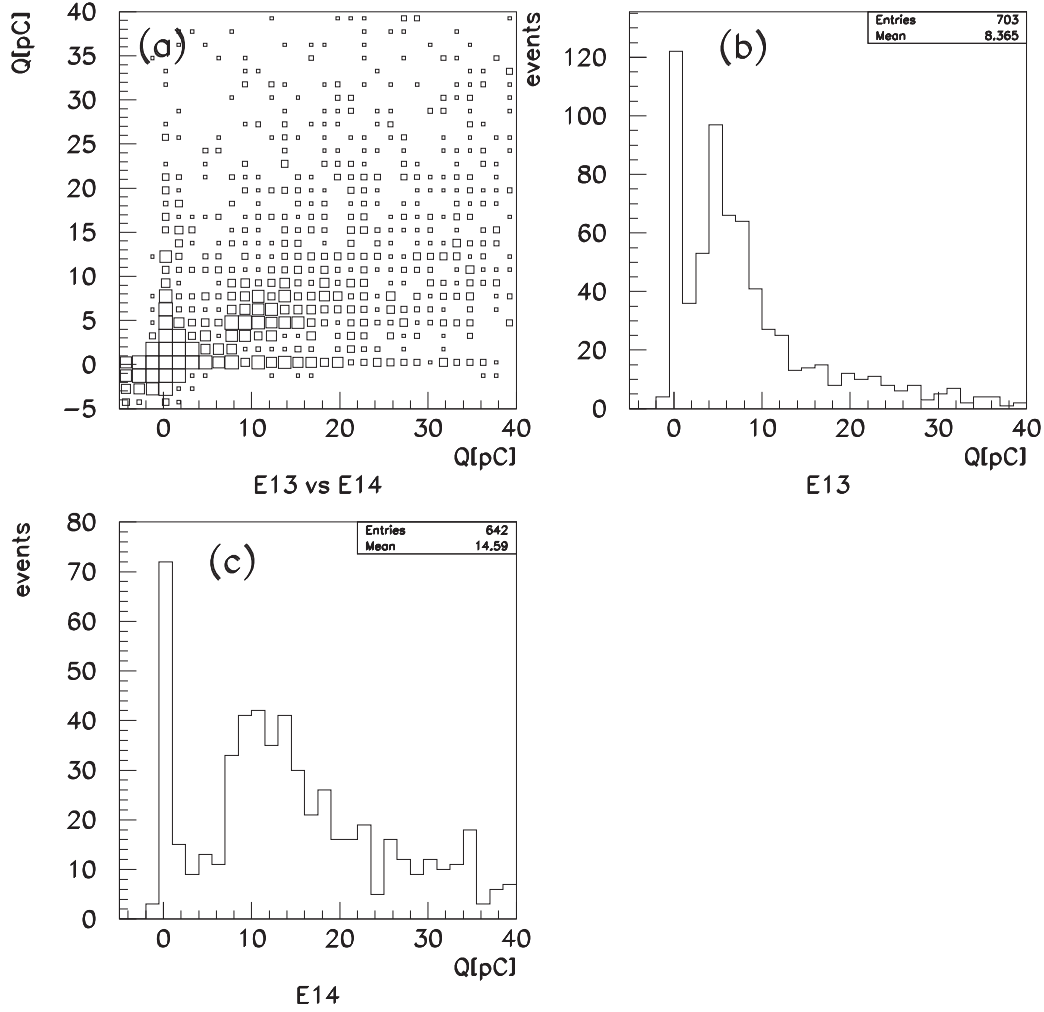 Q[pC]
40
35
30
25
20
15
10
5
0
−5
(a)
0 10 20 30 40
Q[pC]
E13 vs E14
events
120
100
80
60
40
20
0
(b)
Entries 703
Mean 8.365
0 10 20 30 40
Q[pC]
E13
events
80
70
60
50
40
30
20
10
0
(c)
Entries 642
Mean 14.59
0 10 20 30 40
Q[pC]
E14